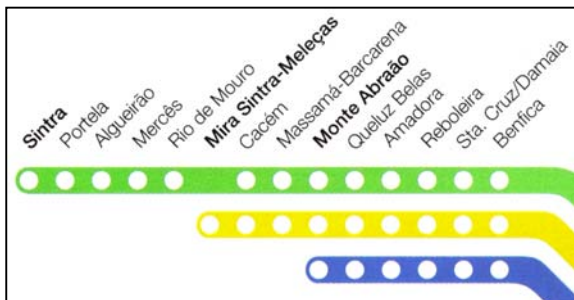 Sintra
Portela
Algueirão
Mercês
Rio de Mouro
Mira Sintra-Meleças
Cacém
Massamá-Barcarena
Monte Abraão
Queluz Belas
Amadora
Reboleira
Sta. Cruz/Damaia
Benfica